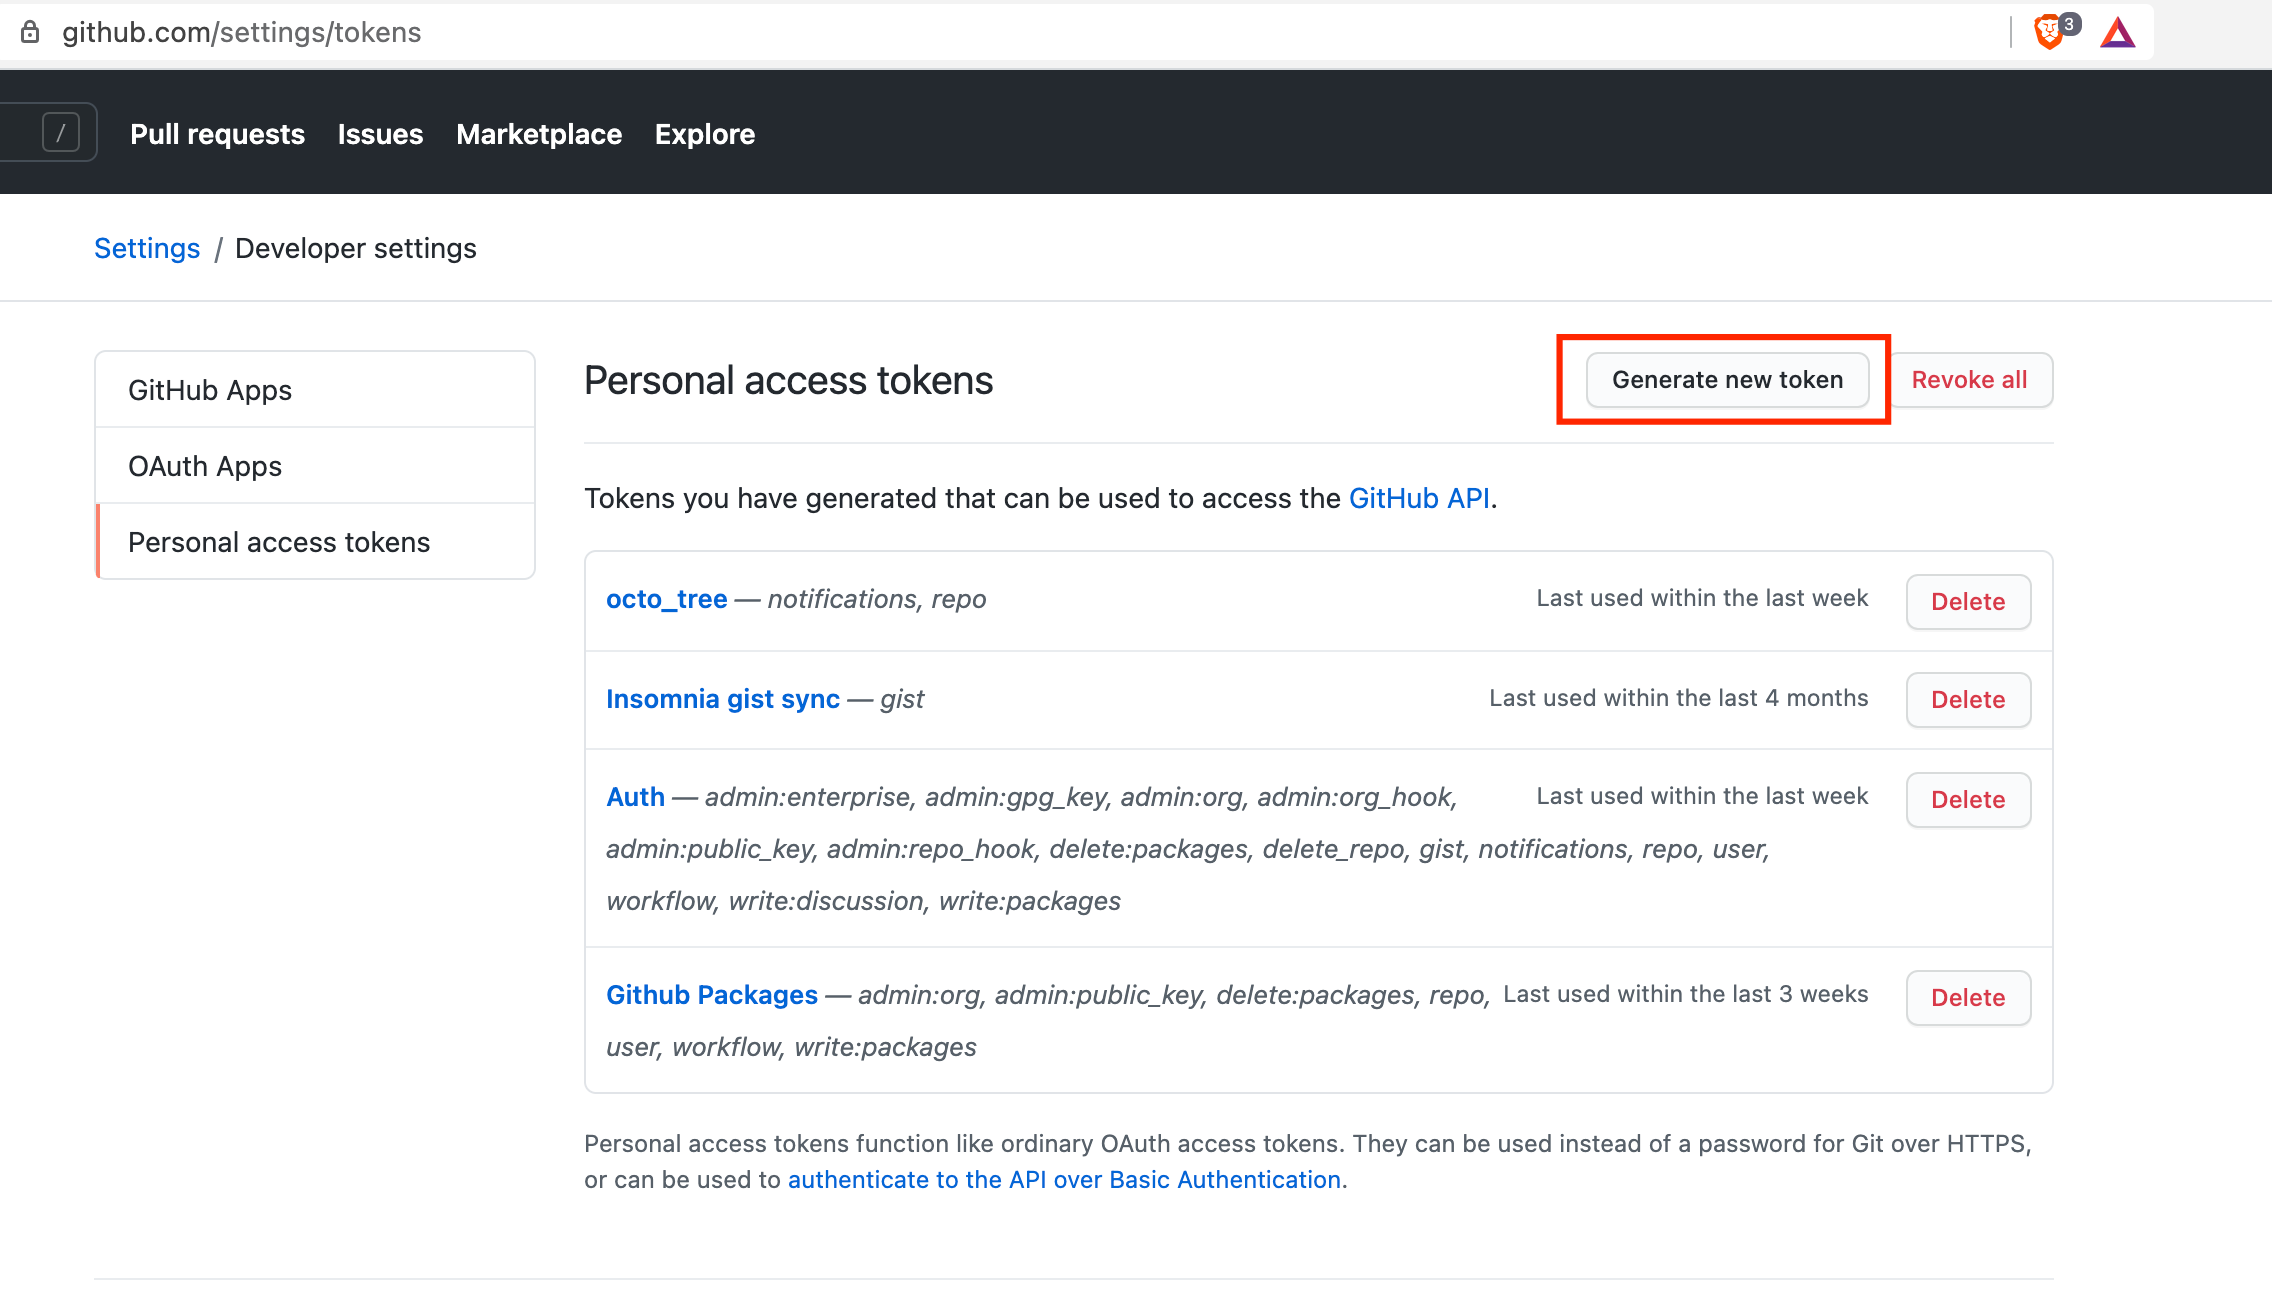 github.com/settings/tokens
3
/
Pull requests Issues Marketplace Explore
Settings / Developer settings
GitHub Apps
OAuth Apps
Personal access tokens
Personal access tokens
Generate new token
Revoke all
Tokens you have generated that can be used to access the GitHub API.
octo_tree — notifications, repo
Last used within the last week
Delete
Insomnia gist sync — gist
Last used within the last 4 months
Delete
Auth — admin:enterprise, admin:gpg_key, admin:org, admin:org_hook,
Last used within the last week
Delete
admin:public_key, admin:repo_hook, delete:packages, delete_repo, gist, notifications, repo, user,
workflow, write:discussion, write:packages
Github Packages — admin:org, admin:public_key, delete:packages, repo,
Last used within the last 3 weeks
Delete
user, workflow, write:packages
Personal access tokens function like ordinary OAuth access tokens. They can be used instead of a password for Git over HTTPS,
or can be used to authenticate to the API over Basic Authentication.